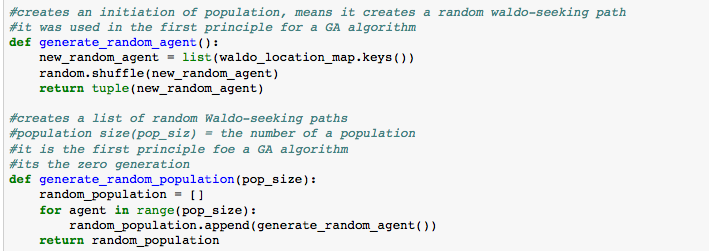 #creates an initiation of population, means it creates a random waldo-seeking path
#it was used in the first principle for a GA algorithm
def generate_random_agent():
    new_random_agent = list(waldo_location_map.keys())
    random.shuffle(new_random_agent)
    return tuple(new_random_agent)

#creates a list of random Waldo-seeking paths
#population size(pop_siz) = the number of a population
#it is the first principle foe a GA algorithm
#its the zero generation
def generate_random_population(pop_size):
    random_population = []
    for agent in range(pop_size):
        random_population.append(generate_random_agent())
    return random_population